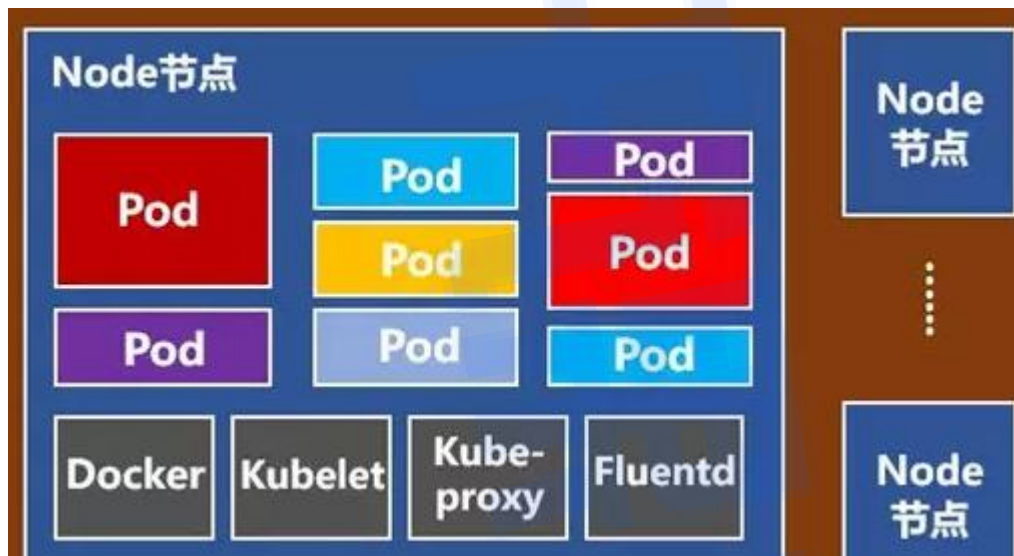 Node节点
Pod
Pod
Pod
Pod
Pod
Pod
Pod
Pod
Docker
Kubelet
Kube-
proxy
Fluentd
Node
节点
Node
节点